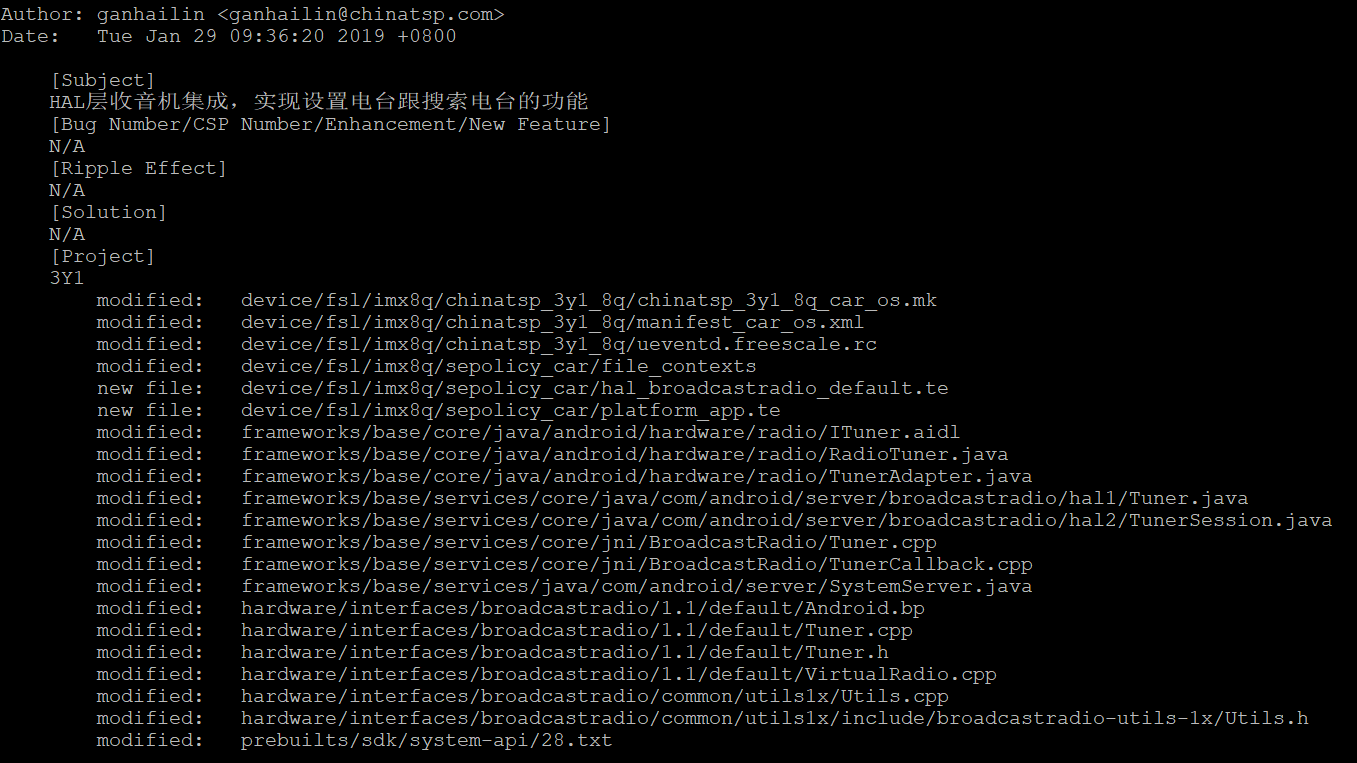 Author: ganhailin <ganhailin@chinatsp.com>
Date:   Tue Jan 29 09:36:20 2019 +0800
[Subject]
HAL层收音机集成，实现设置电台跟搜索电台的功能
[Bug Number/CSP Number/Enhancement/New Feature]
N/A
[Ripple Effect]
N/A
[Solution]
N/A
[Project]
3Y1
modified:   device/fsl/imx8q/chinatsp_3y1_8q/chinatsp_3y1_8q_car_os.mk
modified:   device/fsl/imx8q/chinatsp_3y1_8q/manifest_car_os.xml
modified:   device/fsl/imx8q/chinatsp_3y1_8q/ueventd.freescale.rc
modified:   device/fsl/imx8q/sepolicy_car/file_contexts
new file:   device/fsl/imx8q/sepolicy_car/hal_broadcastradio_default.te
new file:   device/fsl/imx8q/sepolicy_car/platform_app.te
modified:   frameworks/base/core/java/android/hardware/radio/ITuner.aidl
modified:   frameworks/base/core/java/android/hardware/radio/RadioTuner.java
modified:   frameworks/base/core/java/android/hardware/radio/TunerAdapter.java
modified:   frameworks/base/services/core/java/com/android/server/broadcastradio/hal1/Tuner.java
modified:   frameworks/base/services/core/java/com/android/server/broadcastradio/hal2/TunerSession.java
modified:   frameworks/base/services/core/jni/BroadcastRadio/Tuner.cpp
modified:   frameworks/base/services/core/jni/BroadcastRadio/TunerCallback.cpp
modified:   frameworks/base/services/java/com/android/server/SystemServer.java
modified:   hardware/interfaces/broadcastradio/1.1/default/Android.bp
modified:   hardware/interfaces/broadcastradio/1.1/default/Tuner.cpp
modified:   hardware/interfaces/broadcastradio/1.1/default/Tuner.h
modified:   hardware/interfaces/broadcastradio/1.1/default/VirtualRadio.cpp
modified:   hardware/interfaces/broadcastradio/common/utils1x/Utils.cpp
modified:   hardware/interfaces/broadcastradio/common/utils1x/include/broadcastradio-utils-1x/Utils.h
modified:   prebuilts/sdk/system-api/28.txt